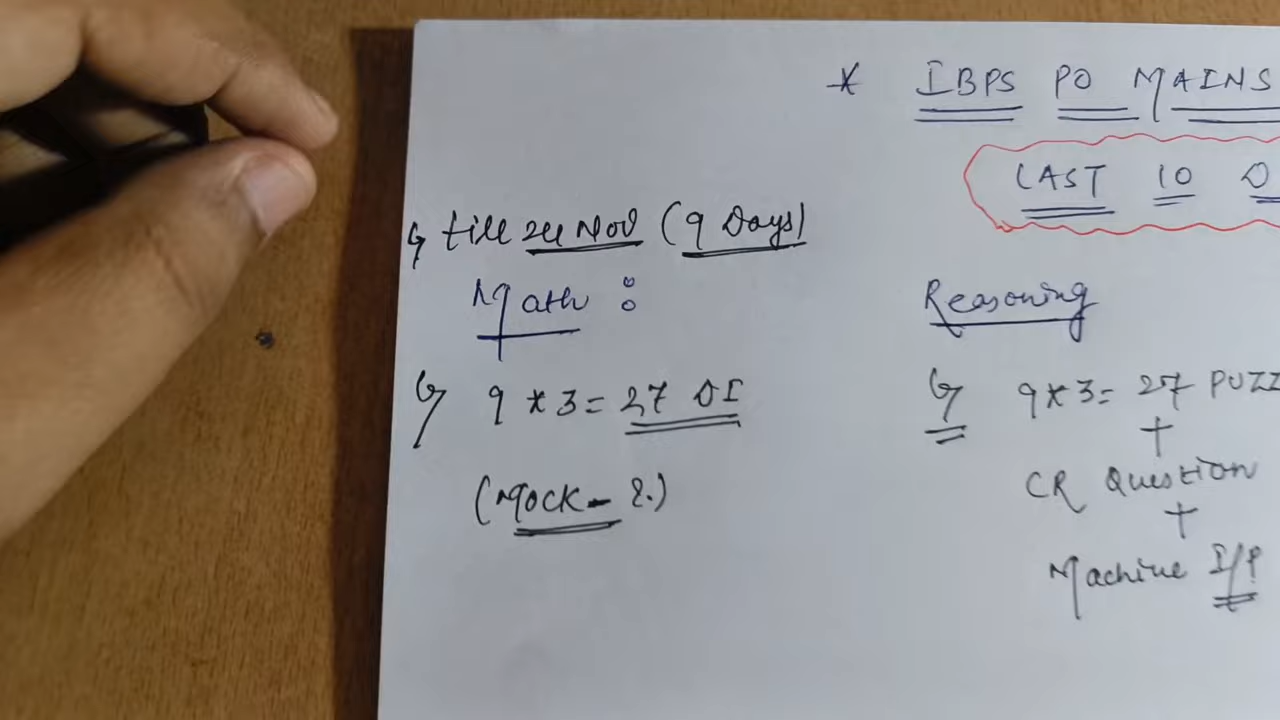 * IBPS PO MAINS
LAST 10 D
↳ till 24 Nov (9 Days)
Math :
Reasoning
↳ 9 * 3 = 27 DI
↳ 9 * 3 = 27 PUZZ
+
(Mock - 2.)
CR Question
+
Machine I/P